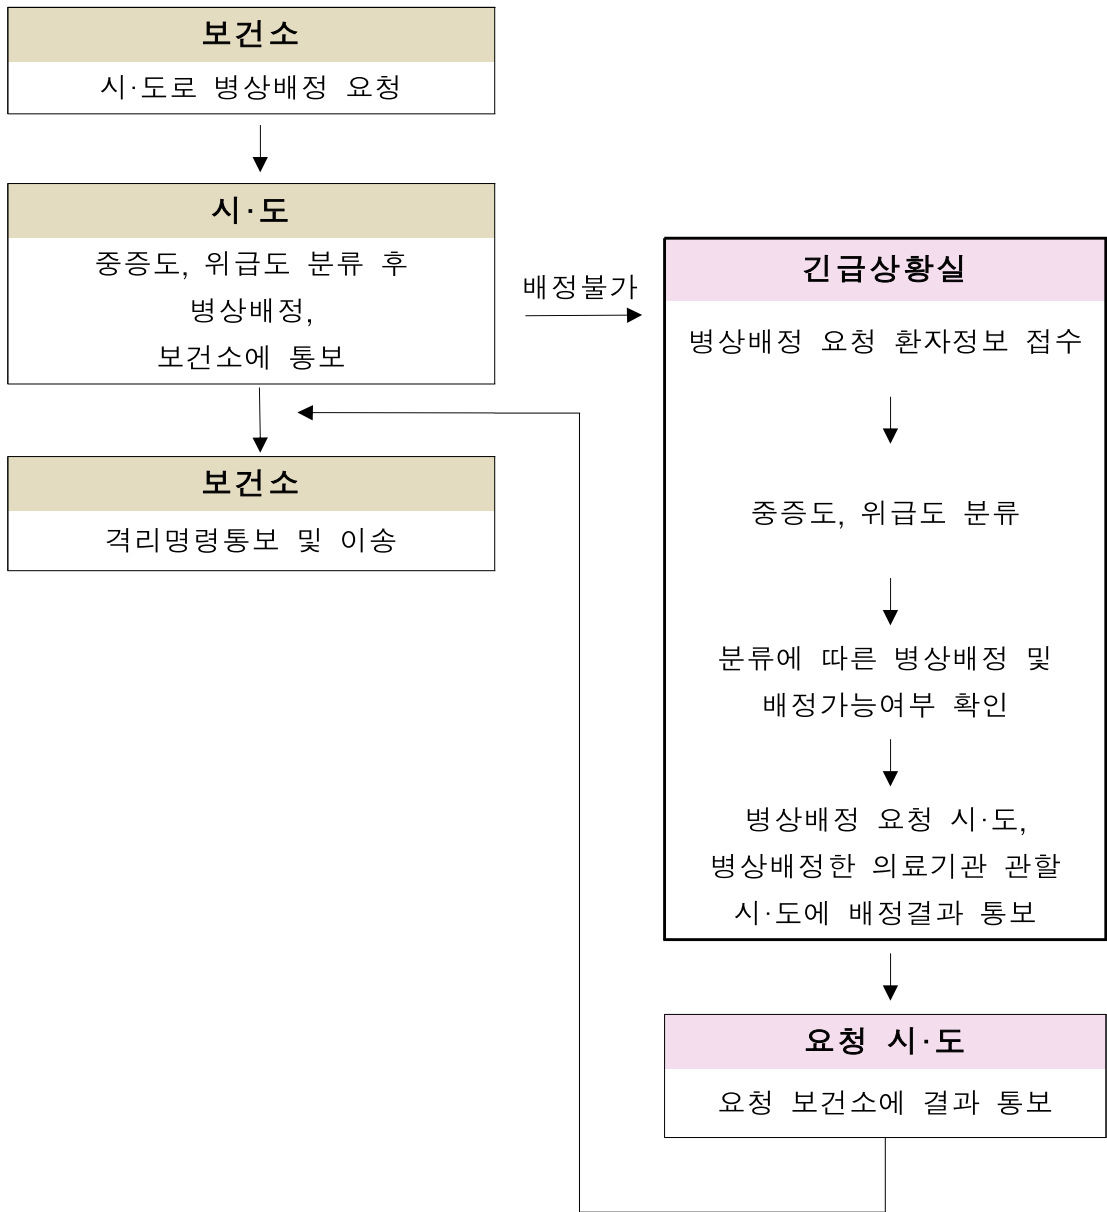 보건소
시·도로 병상배정 요청
시·도
중증도, 위급도 분류 후
병상배정,
보건소에 통보
배정불가
보건소
격리명령통보 및 이송
긴급상황실
병상배정 요청 환자정보 접수
중증도, 위급도 분류
분류에 따른 병상배정 및
배정가능여부 확인
병상배정 요청 시·도,
병상배정한 의료기관 관할
시·도에 배정결과 통보
요청 시·도
요청 보건소에 결과 통보